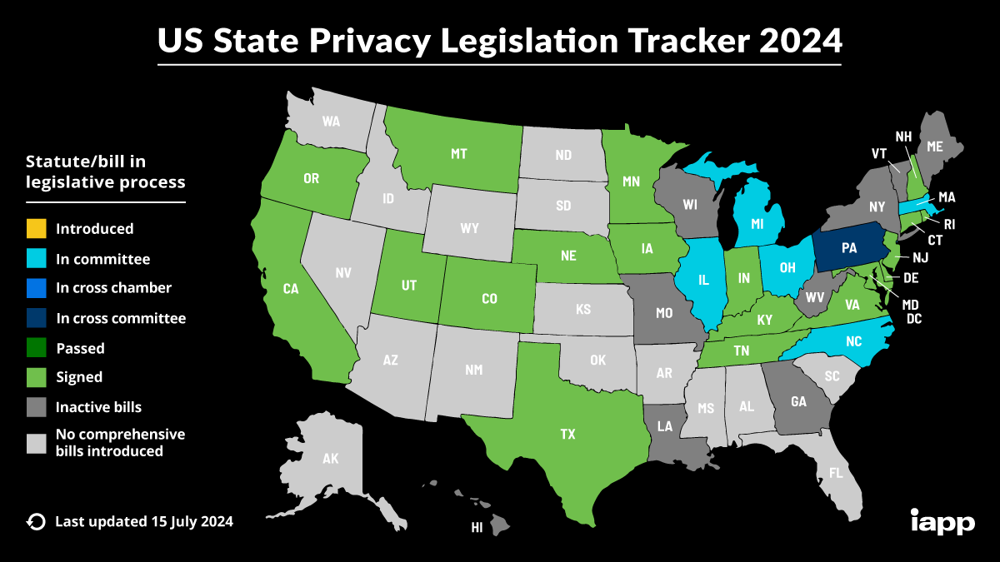 US State Privacy Legislation Tracker 2024
Statute/bill in
legislative process
Introduced
In committee
In cross chamber
In cross committee
Passed
Signed
Inactive bills
No comprehensive
bills introduced
Last updated 15 July 2024
WA
MT
ND
MN
OR
ID
SD
WI
WY
MI
NY
VT
NH
ME
MA
RI
CT
NJ
DE
MD
DC
PA
IA
NE
NV
UT
CO
CA
IL
IN
OH
WV
VA
KS
MO
KY
NC
TN
AZ
NM
OK
AR
SC
MS
AL
GA
LA
TX
FL
AK
HI
iapp